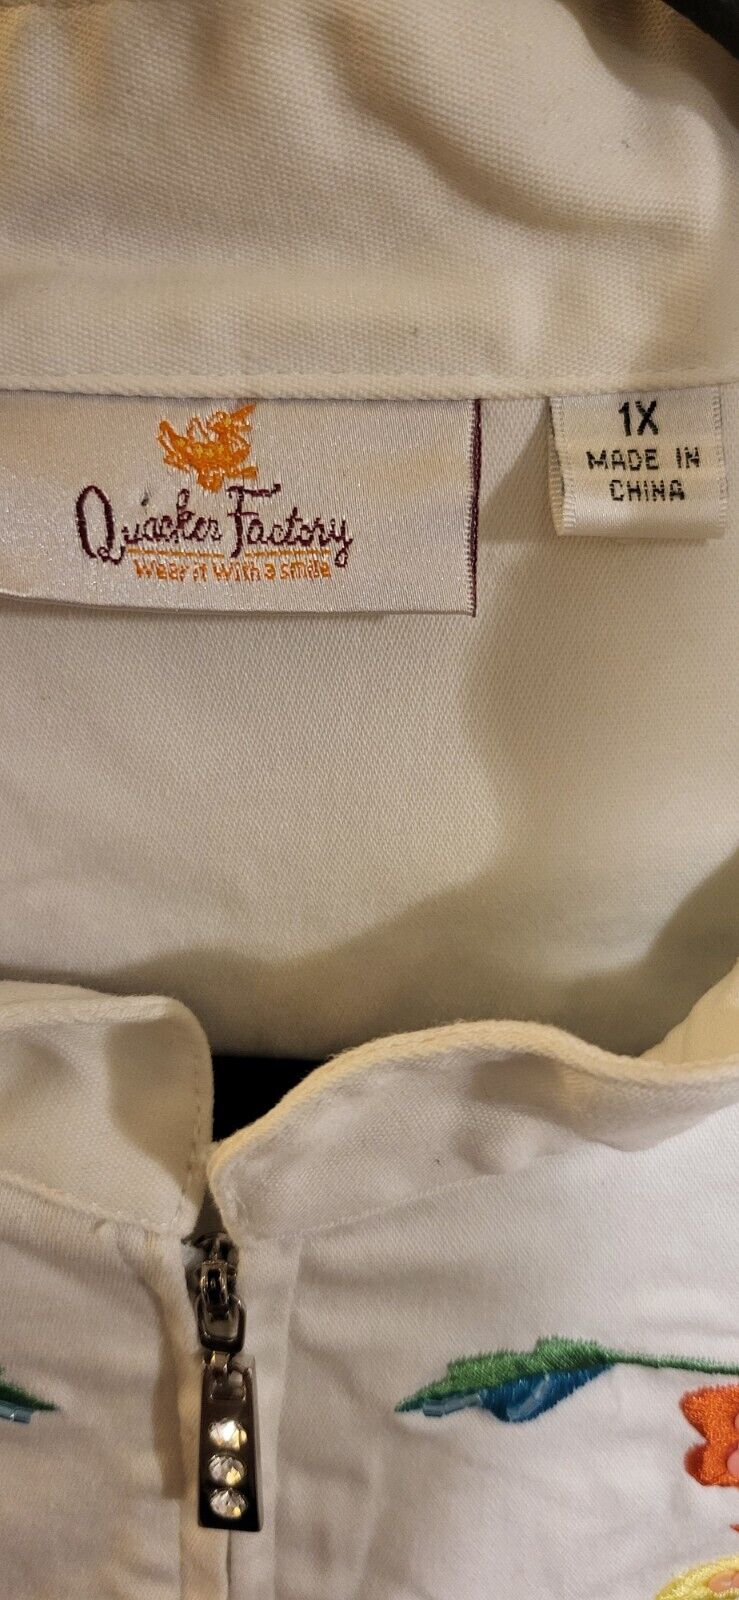 Quacker Factory
Wear it with a smile
1X
MADE IN
CHINA